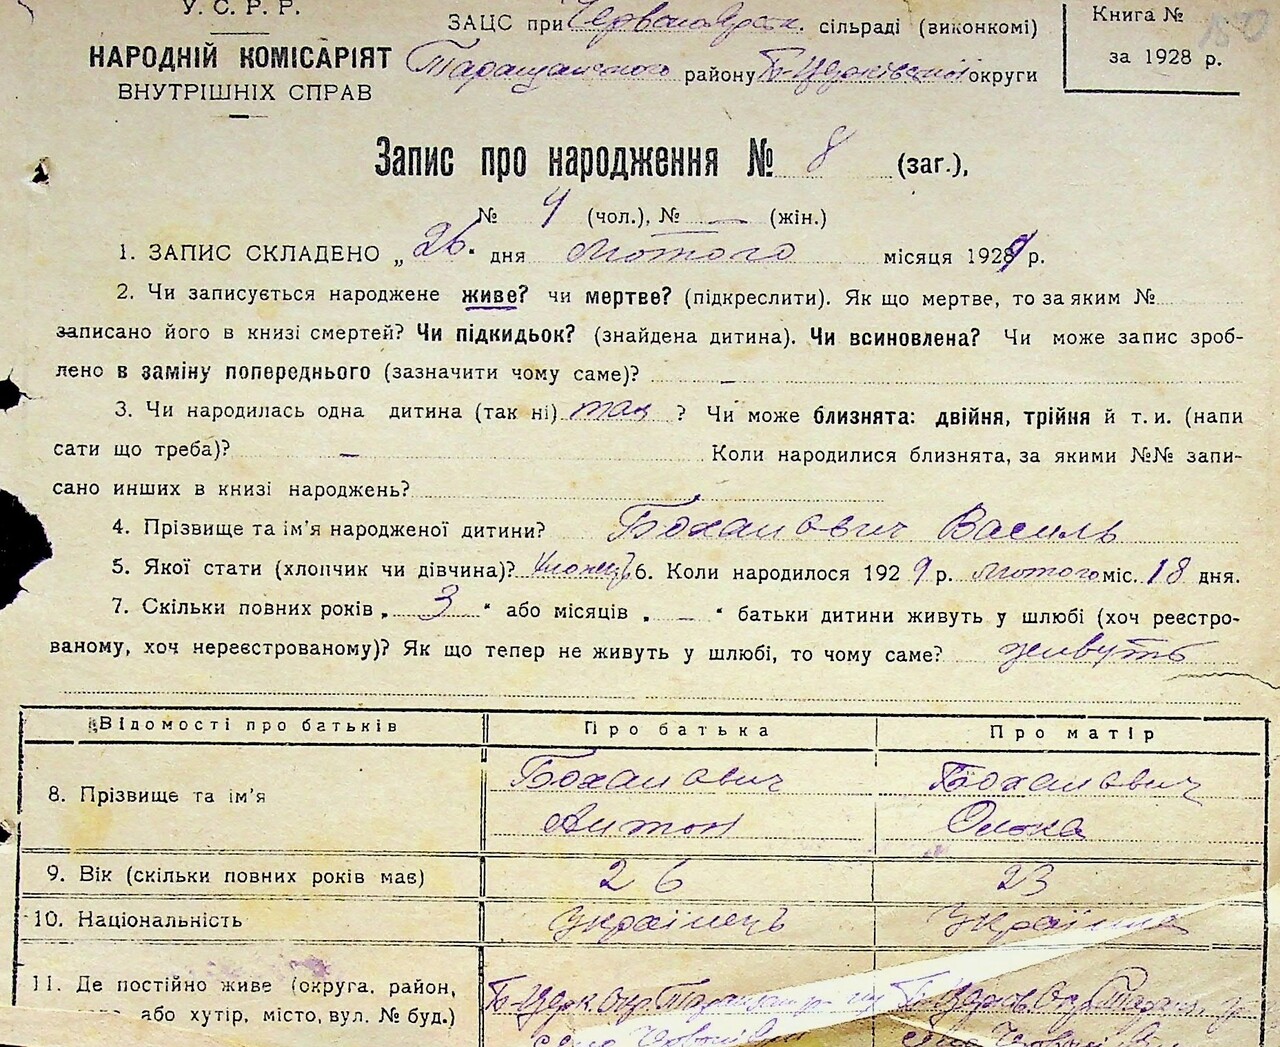 У. С. Р. Р.
НАРОДНІЙ КОМІСАРІЯТ
ВНУТРІШНІХ СПРАВ
ЗАЦС при сільраді (виконкомі)
Таращанского району Б-Церківської округи
Книга №
за 1928 р.
Запис про народження № 8 (заг.),
№ 4 (чол.), № — (жін.)
1. ЗАПИС СКЛАДЕНО „26" дня лютого місяця 1929 р.
2. Чи записується народжене живе? чи мертве? (підкреслити). Як що мертве, то за яким №
записано його в книзі смертей? Чи підкидьок? (знайдена дитина). Чи всиновлена? Чи може запис зроб-
лено в заміну попереднього (зазначити чому саме)? —
3. Чи народилась одна дитина (так ні) так ? Чи може близнята: двійня, трійня й т. и. (напи
сати що треба)? — Коли народилися близнята, за якими №№ запи-
сано инших в книзі народжень?
4. Прізвище та ім'я народженої дитини? Боханович Василь
5. Якої стати (хлопчик чи дівчина)? 6. Коли народилося 1929 р. лютого міс. 18 дня.
7. Скільки повних років „ 3 " або місяців „ — " батьки дитини живуть у шлюбі (хоч реєстро-
ваному, хоч нереєстрованому)? Як що тепер не живуть у шлюбі, то чому саме? живуть
Відомості про батьків Про батька Про матір
8. Прізвище та ім'я Боханович Антон Боханович Олена
9. Вік (скільки повних років має) 26 23
10. Національність Українець Українка
11. Де постійно живе (округа, район,
або хутір, місто, вул. № буд.)